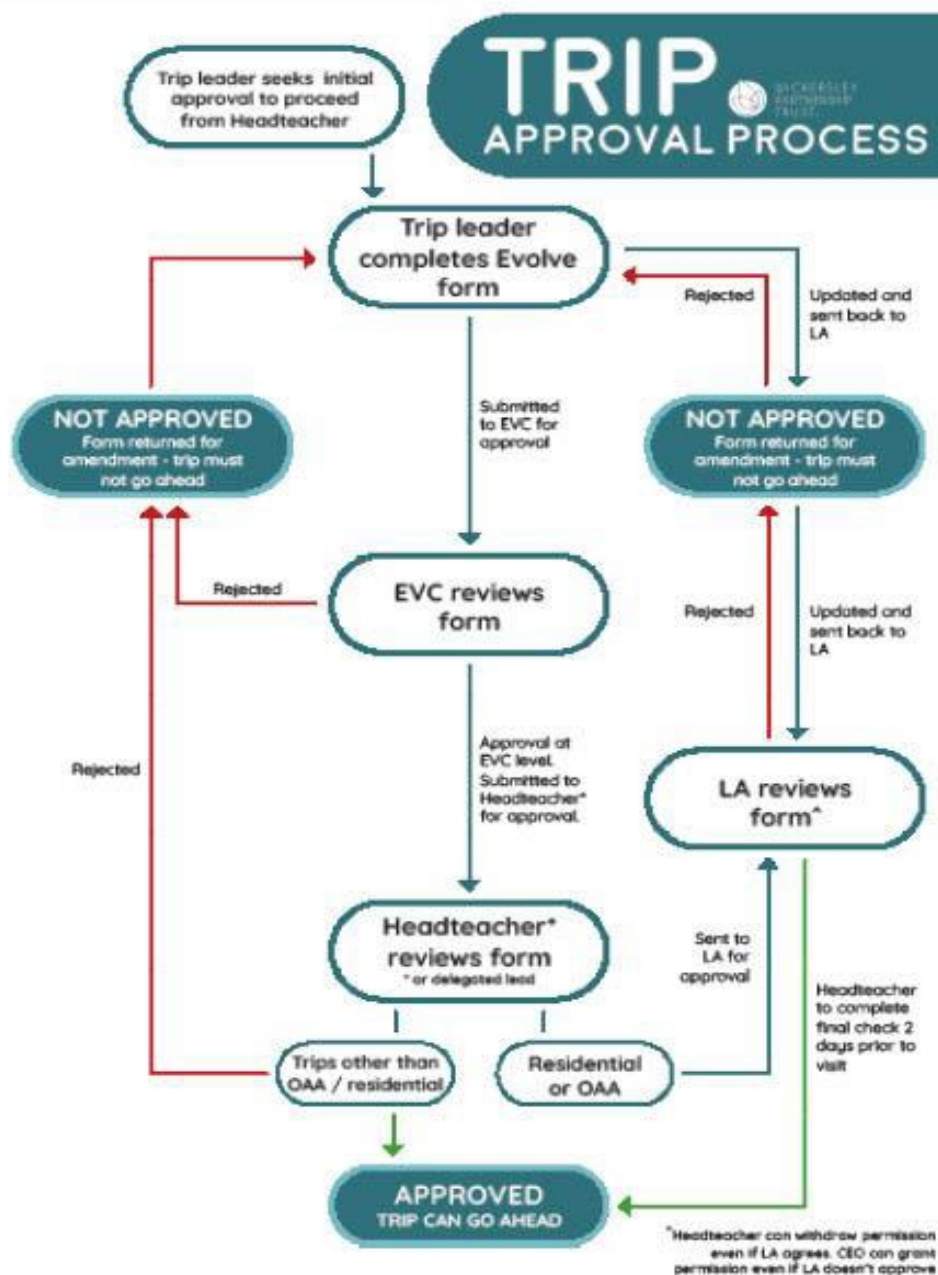 Trip leader seeks initial
approval to proceed
from Headteacher
TRIP
WICKERSLEY
PARTNERSHIP
TRUST
APPROVAL PROCESS
Trip leader
completes Evolve
form
Rejected
Updated and
sent back to
LA
NOT APPROVED
Form returned for
amendment - trip must
not go ahead
Submitted
to EVC for
approval
NOT APPROVED
Form returned for
amendment - trip must
not go ahead
Rejected
EVC reviews
form
Rejected
Updated and
sent back to
LA
Rejected
Approval at
EVC level.
Submitted to
Headteacher*
for approval.
LA reviews
form^
Headteacher*
reviews form
* or delegated lead
Sent to
LA for
approval
Headteacher
to complete
final check 2
days prior to
visit
Trips other than
OAA / residential
Residential
or OAA
APPROVED
TRIP CAN GO AHEAD
^Headteacher can withdraw permission
even if LA agrees. CEO can grant
permission even if LA doesn't approve